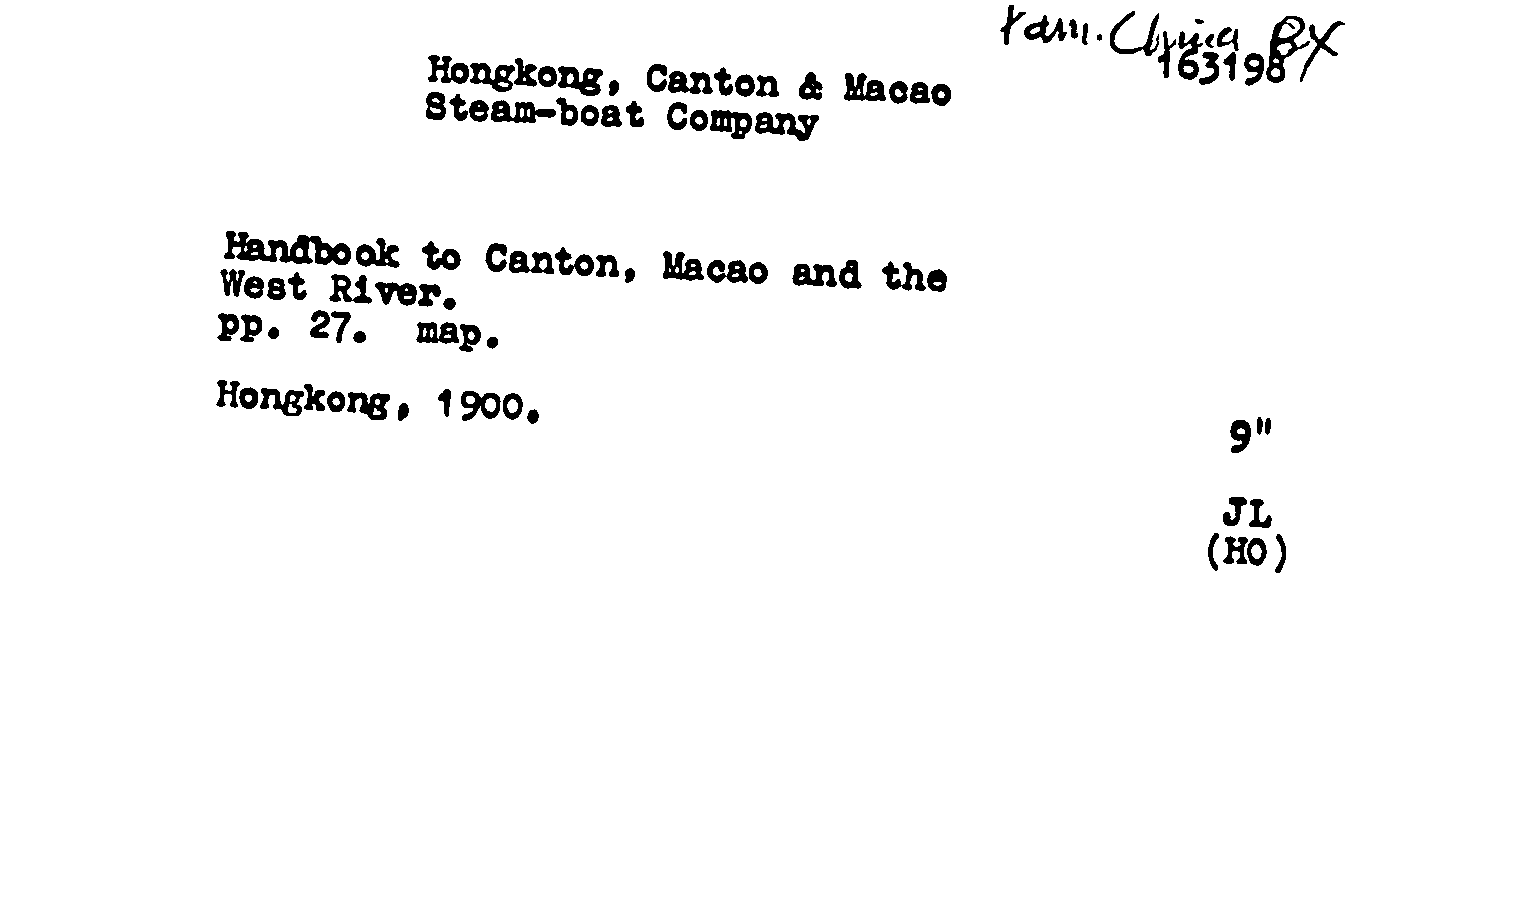 Pam. China BX
163198
Hongkong, Canton & Macao
Steam-boat Company
Handbook to Canton, Macao and the
West River.
pp. 27. map.
Hongkong, 1900.
9"
JL
(HO)